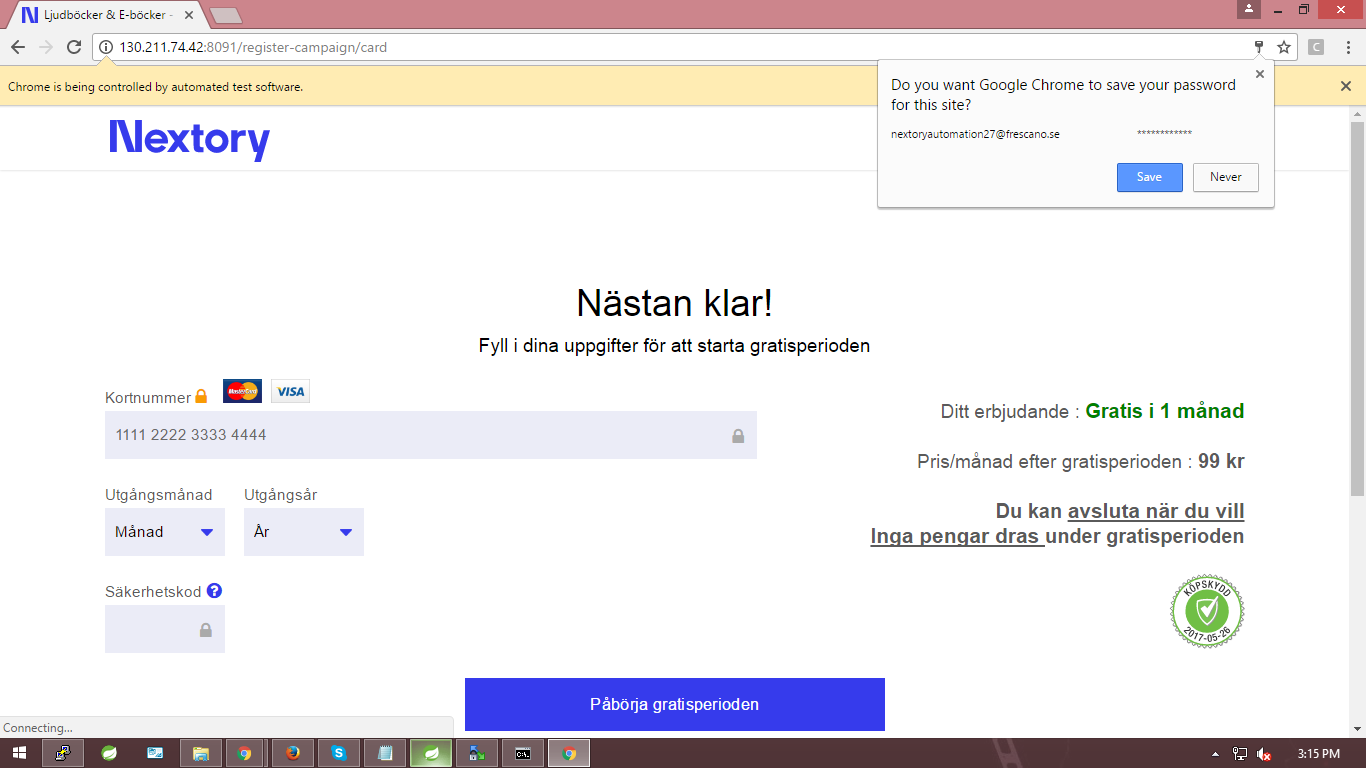 Ljudböcker & E-böcker -
130.211.74.42:8091/register-campaign/card
C
Chrome is being controlled by automated test software.
Do you want Google Chrome to save your password
for this site?
nextoryautomation27@frescano.se ************
Save Never
Nextory
Nästan klar!
Fyll i dina uppgifter för att starta gratisperioden
Kortnummer MasterCard VISA
1111 2222 3333 4444
Utgångsmånad Utgångsår
Månad År
Säkerhetskod ?
Ditt erbjudande : Gratis i 1 månad
Pris/månad efter gratisperioden : 99 kr
Du kan avsluta när du vill
Inga pengar dras under gratisperioden
KÖPSKYDD
2017-05-26
Påbörja gratisperioden
Connecting...
C:\.
3:15 PM